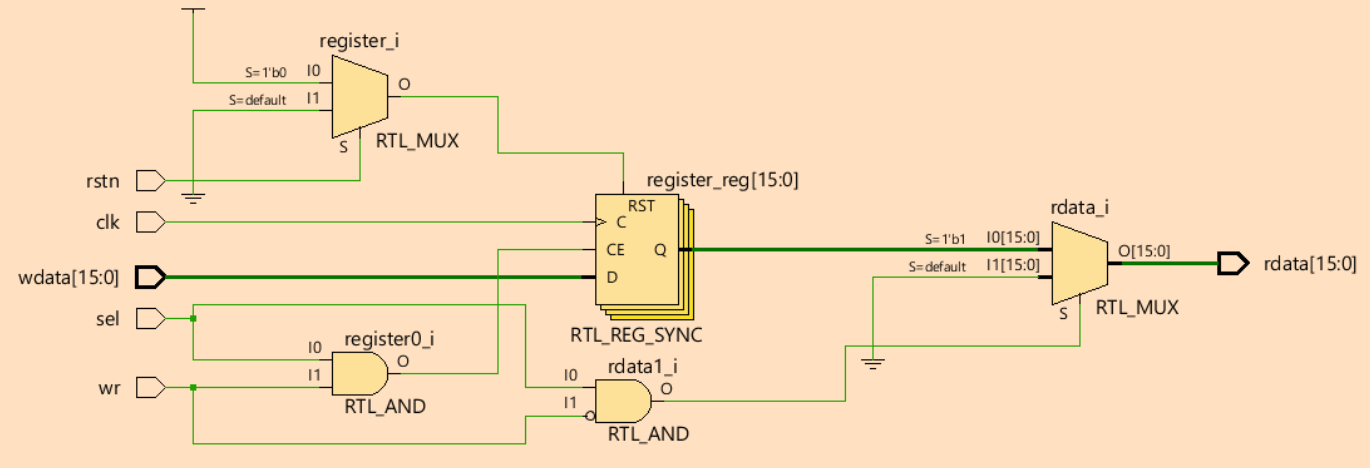 register_i
S=1'b0 I0
O
S=default I1
S
RTL_MUX
rstn
register_reg[15:0]
RST
clk
C
rdata_i
CE
Q
S=1'b1 I0[15:0]
O[15:0]
rdata[15:0]
S=default I1[15:0]
wdata[15:0]
D
S
RTL_MUX
sel
RTL_REG_SYNC
register0_i
I0
O
I1
wr
RTL_AND
rdata1_i
I0
O
I1
RTL_AND